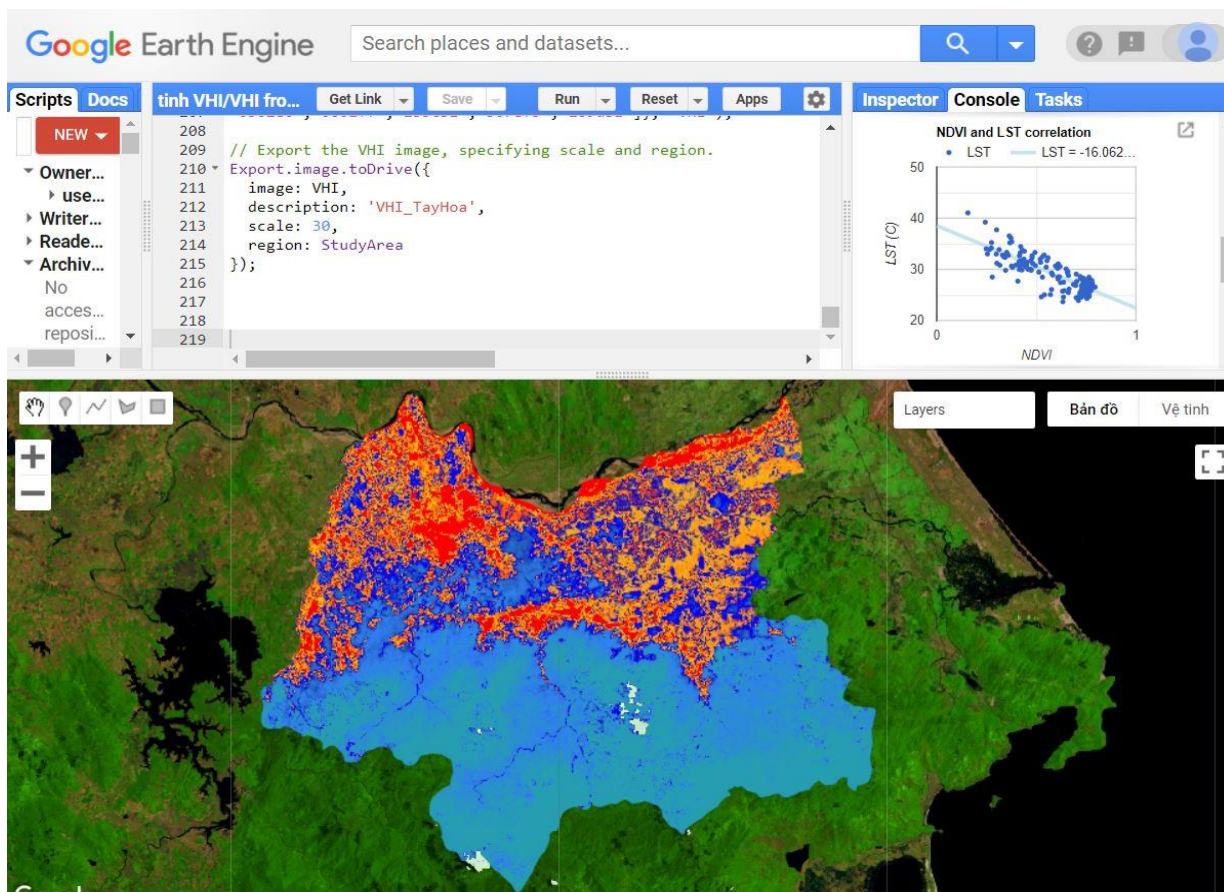 Google Earth Engine
Search places and datasets...
Scripts Docs
tinh VHI/VHI fro...
Get Link
Save
Run
Reset
Apps
Inspector Console Tasks
NEW
Owner...
use...
Writer...
Reade...
Archiv...
No
acces...
reposi...
208
209 // Export the VHI image, specifying scale and region.
210 Export.image.toDrive({
211 image: VHI,
212 description: 'VHI_TayHoa',
213 scale: 30,
214 region: StudyArea
215 });
216
217
218
219
NDVI and LST correlation
LST LST = -16.062...
50
40
30
20
LST (C)
0 1
NDVI
Layers
Bản đồ
Vệ tinh